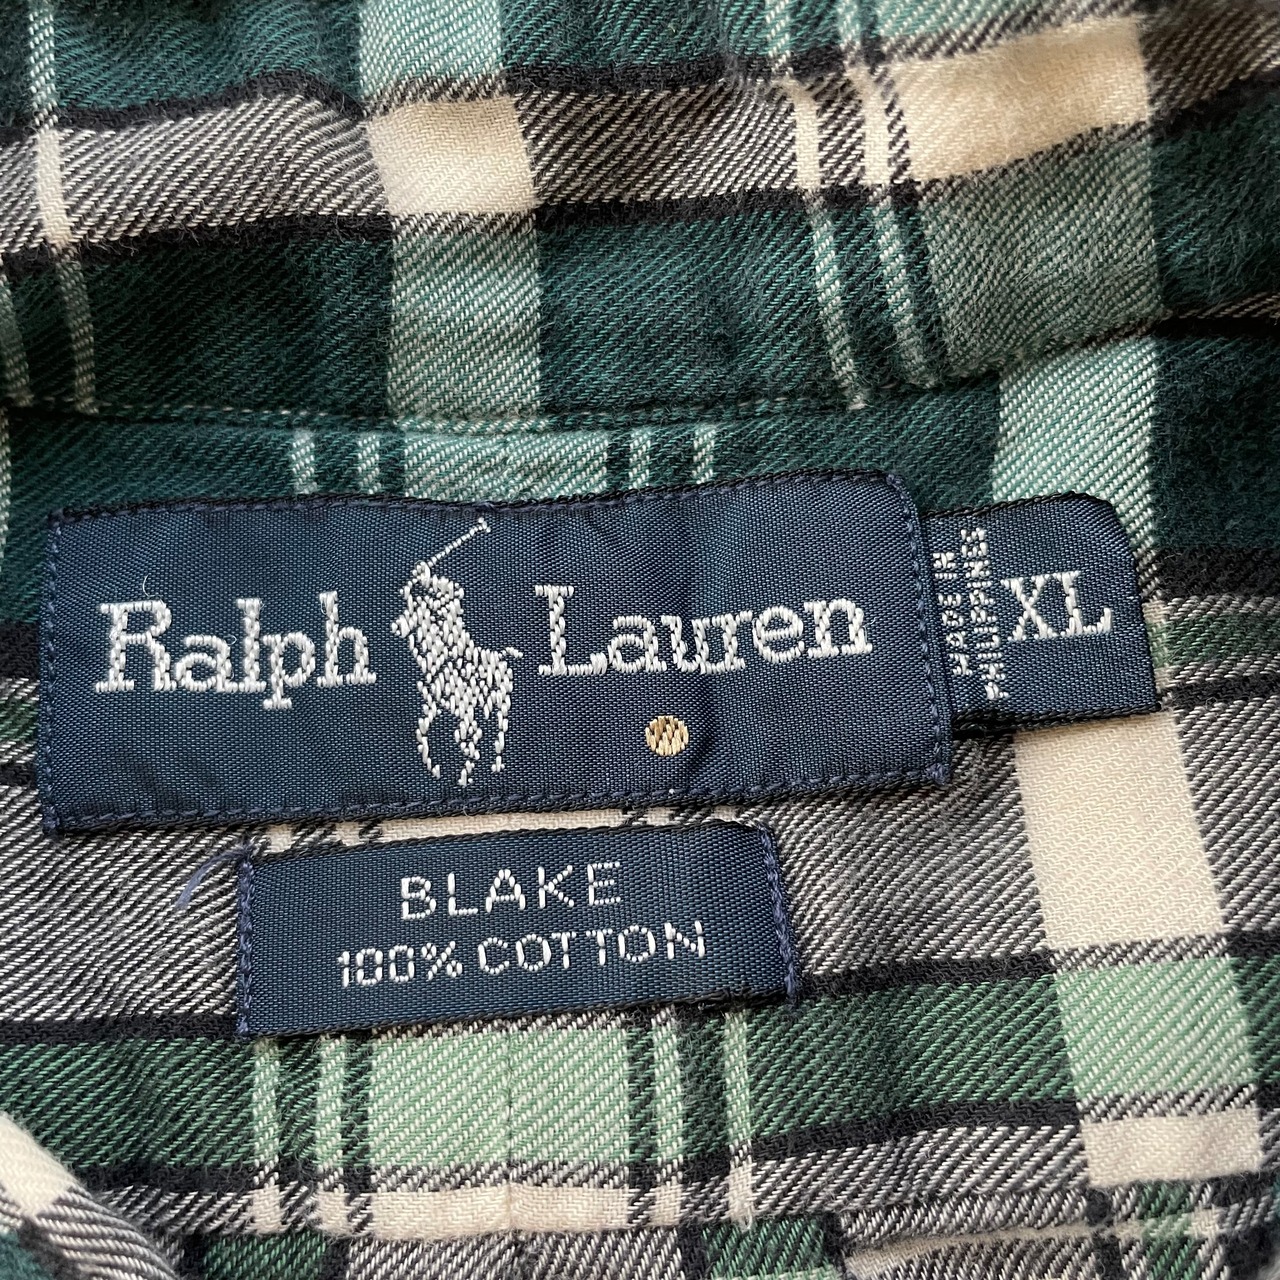 Ralph Lauren
MADE IN
PHILIPPINES
XL
BLAKE
100% COTTON